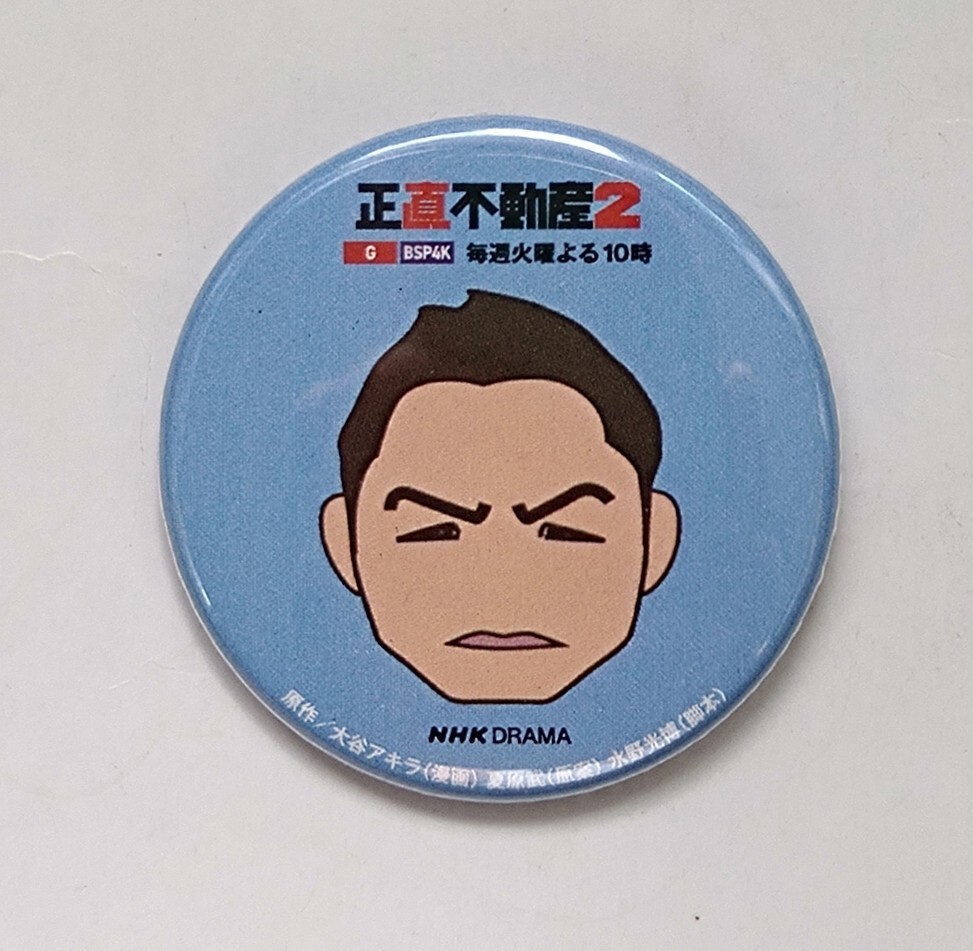 正直不動産2
G BSP4K 毎週火曜よる10時
NHK DRAMA
原作/大谷アキラ(漫画) 夏原武(原案) 水野光博(脚本)